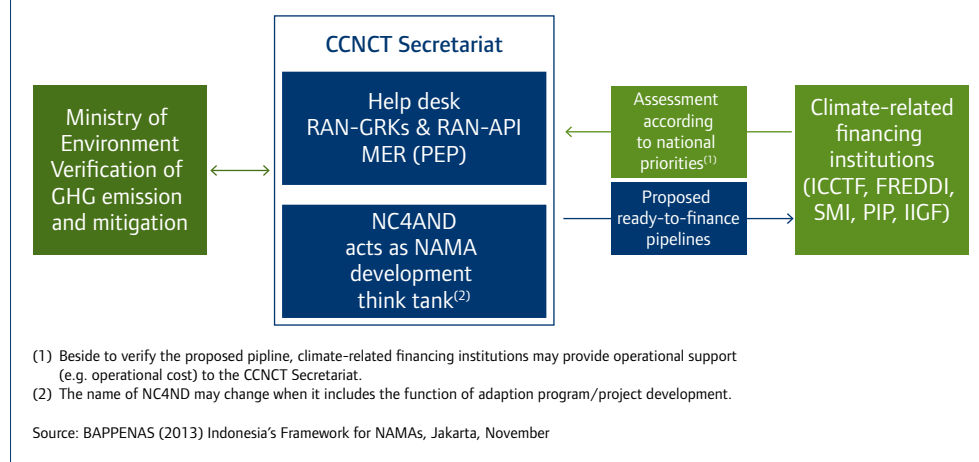 CCNCT Secretariat
Ministry of
Environment
Verification of
GHG emission
and mitigation
Help desk
RAN-GRKs & RAN-API
MER (PEP)
NC4AND
acts as NAMA
development
think tank(2)
Assessment
according
to national
priorities(1)
Proposed
ready-to-finance
pipelines
Climate-related
financing
institutions
(ICCTF, FREDDI,
SMI, PIP, IIGF)
(1) Beside to verify the proposed pipline, climate-related financing institutions may provide operational support
(e.g. operational cost) to the CCNCT Secretariat.
(2) The name of NC4ND may change when it includes the function of adaption program/project development.
Source: BAPPENAS (2013) Indonesia's Framework for NAMAs, Jakarta, November